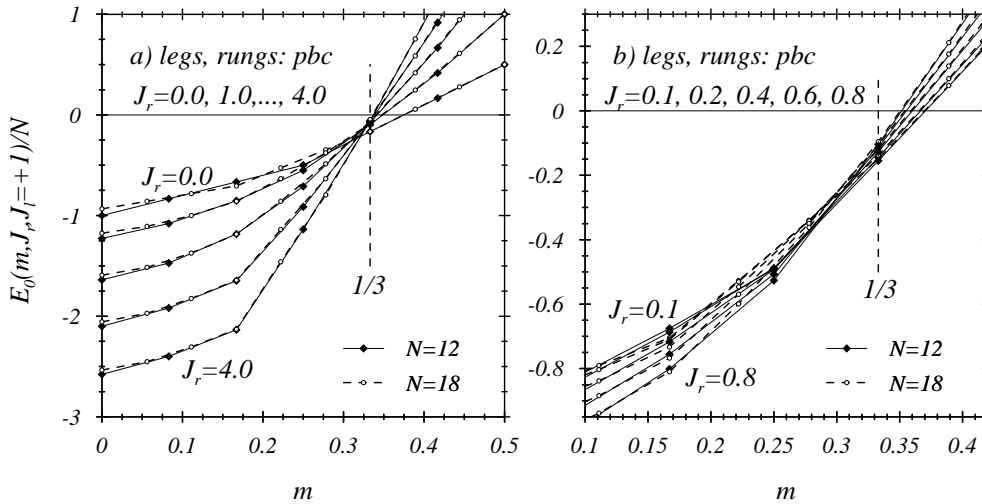 E₀(m,J_r,J_l=+1)/N
1
0
-1
-2
-3
a) legs, rungs: pbc
J_r=0.0, 1.0,..., 4.0
J_r=0.0
1/3
J_r=4.0
N=12
N=18
0 0.1 0.2 0.3 0.4 0.5
m
0.2
0
-0.2
-0.4
-0.6
-0.8
b) legs, rungs: pbc
J_r=0.1, 0.2, 0.4, 0.6, 0.8
1/3
J_r=0.1
J_r=0.8
N=12
N=18
0.1 0.15 0.2 0.25 0.3 0.35 0.4
m